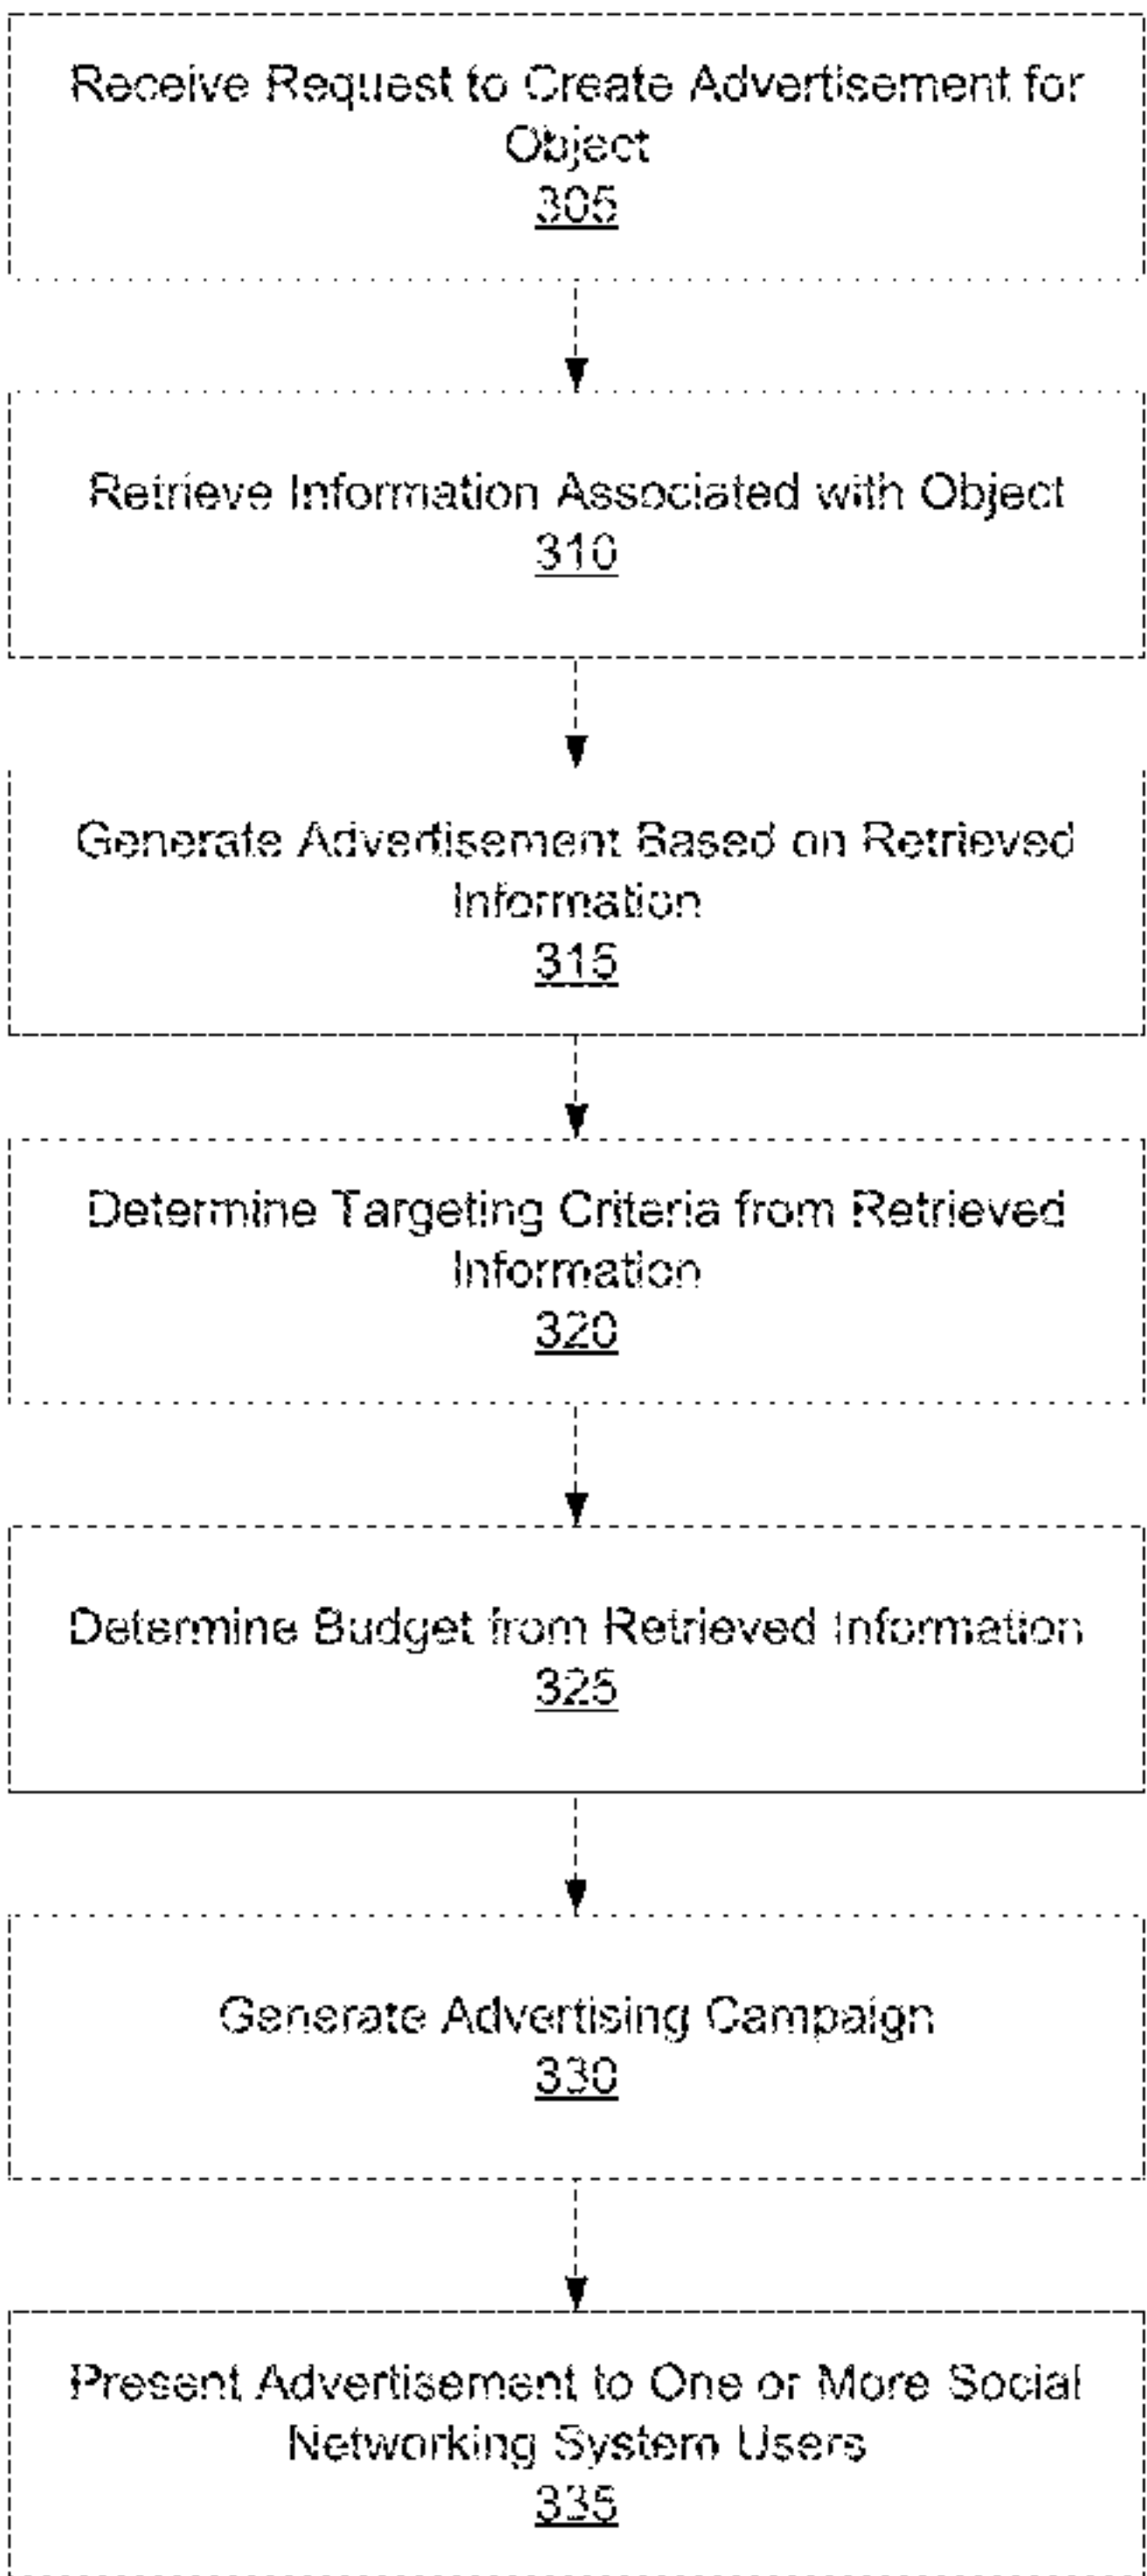 Receive Request to Create Advertisement for
Object
305
Retrieve Information Associated with Object
310
Generate Advertisement Based on Retrieved
Information
315
Determine Targeting Criteria from Retrieved
Information
320
Determine Budget from Retrieved Information
325
Generate Advertising Campaign
330
Present Advertisement to One or More Social
Networking System Users
335